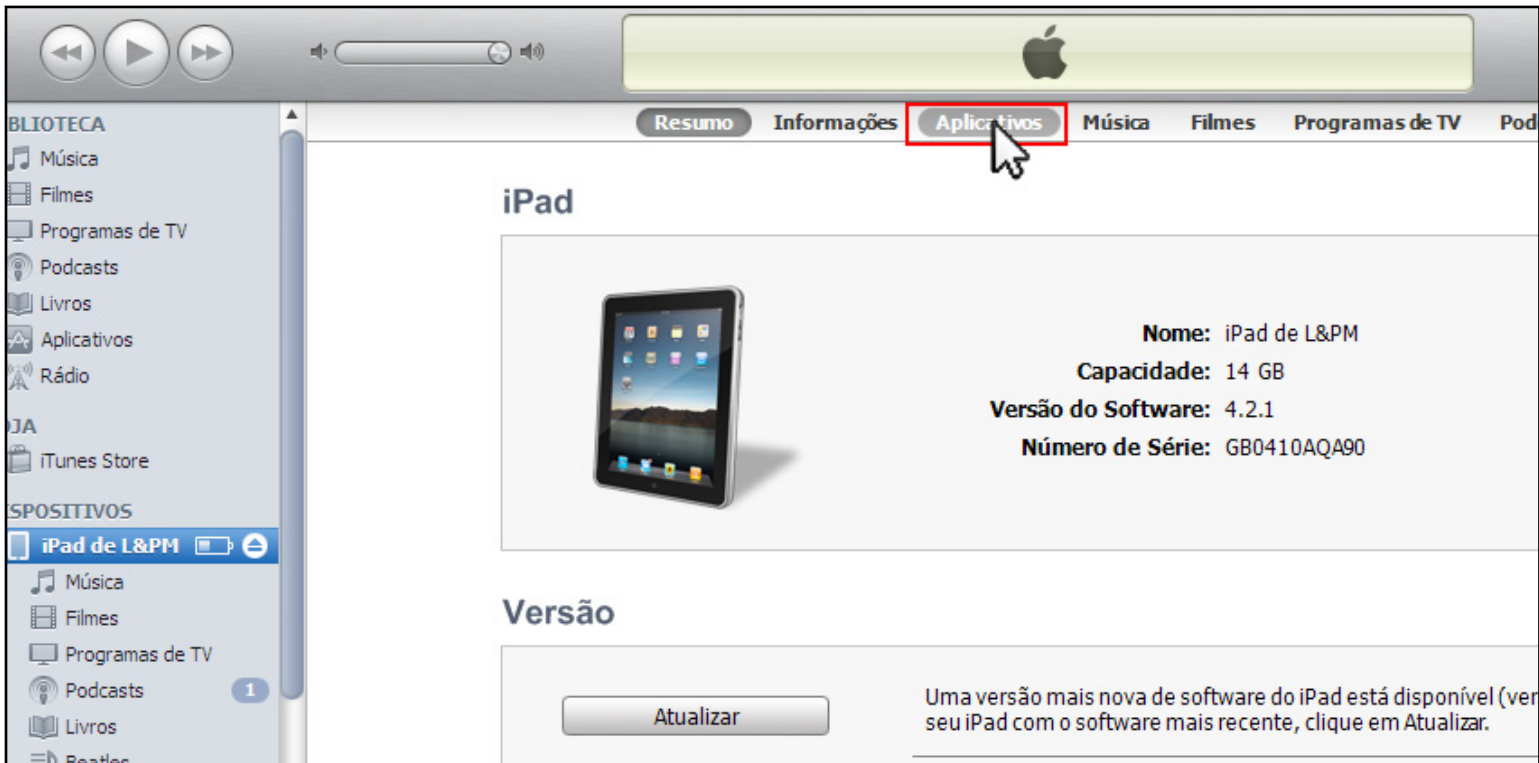 BLIOTECA
Música
Filmes
Programas de TV
Podcasts
Livros
Aplicativos
Rádio
OJA
iTunes Store
ISPOSITIVOS
iPad de L&PM
Música
Filmes
Programas de TV
Podcasts 1
Livros
Beatles
Resumo Informações Aplicativos Música Filmes Programas de TV Pod
iPad
Nome: iPad de L&PM
Capacidade: 14 GB
Versão do Software: 4.2.1
Número de Série: GB0410AQA90
Versão
Atualizar
Uma versão mais nova de software do iPad está disponível (ver
seu iPad com o software mais recente, clique em Atualizar.